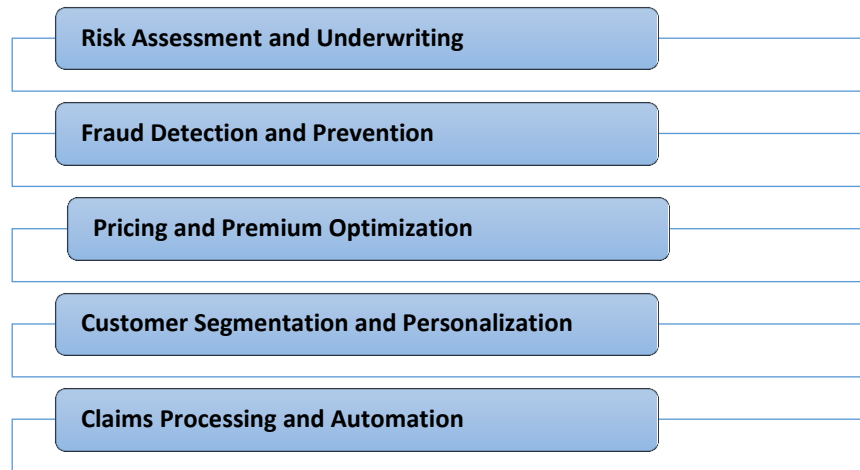 Risk Assessment and Underwriting
Fraud Detection and Prevention
Pricing and Premium Optimization
Customer Segmentation and Personalization
Claims Processing and Automation